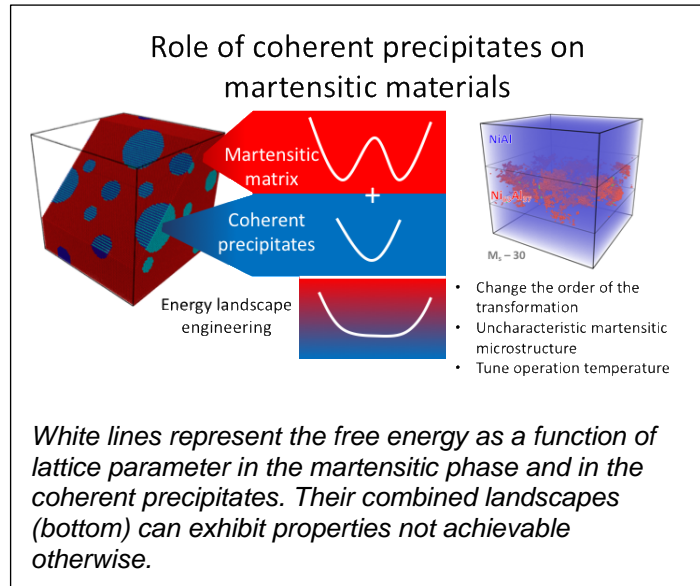 Role of coherent precipitates on
martensitic materials
Martensitic
matrix
+
Coherent
precipitates
Energy landscape
engineering
NiAl
Ni₆₃Al₃₇
Mₛ – 30
• Change the order of the
transformation
• Uncharacteristic martensitic
microstructure
• Tune operation temperature
White lines represent the free energy as a function of
lattice parameter in the martensitic phase and in the
coherent precipitates. Their combined landscapes
(bottom) can exhibit properties not achievable
otherwise.